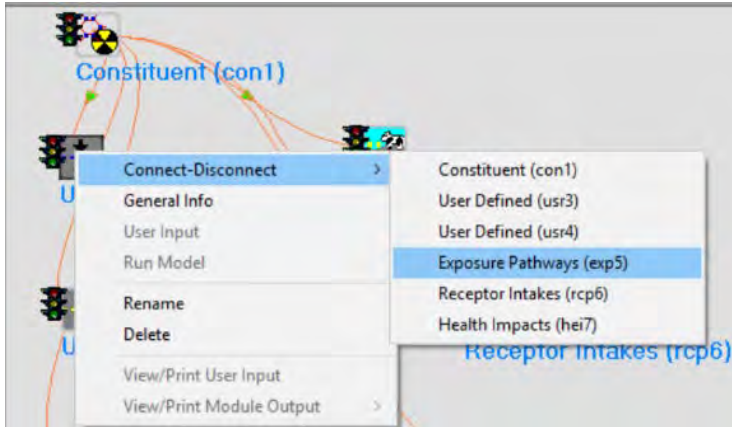 Constituent (con1)
U
Connect-Disconnect
General Info
User Input
Run Model
Rename
Delete
View/Print User Input
View/Print Module Output
Constituent (con1)
User Defined (usr3)
User Defined (usr4)
Exposure Pathways (exp5)
Receptor Intakes (rcp6)
Health Impacts (hei7)
U
Receptor Intakes (rcp6)